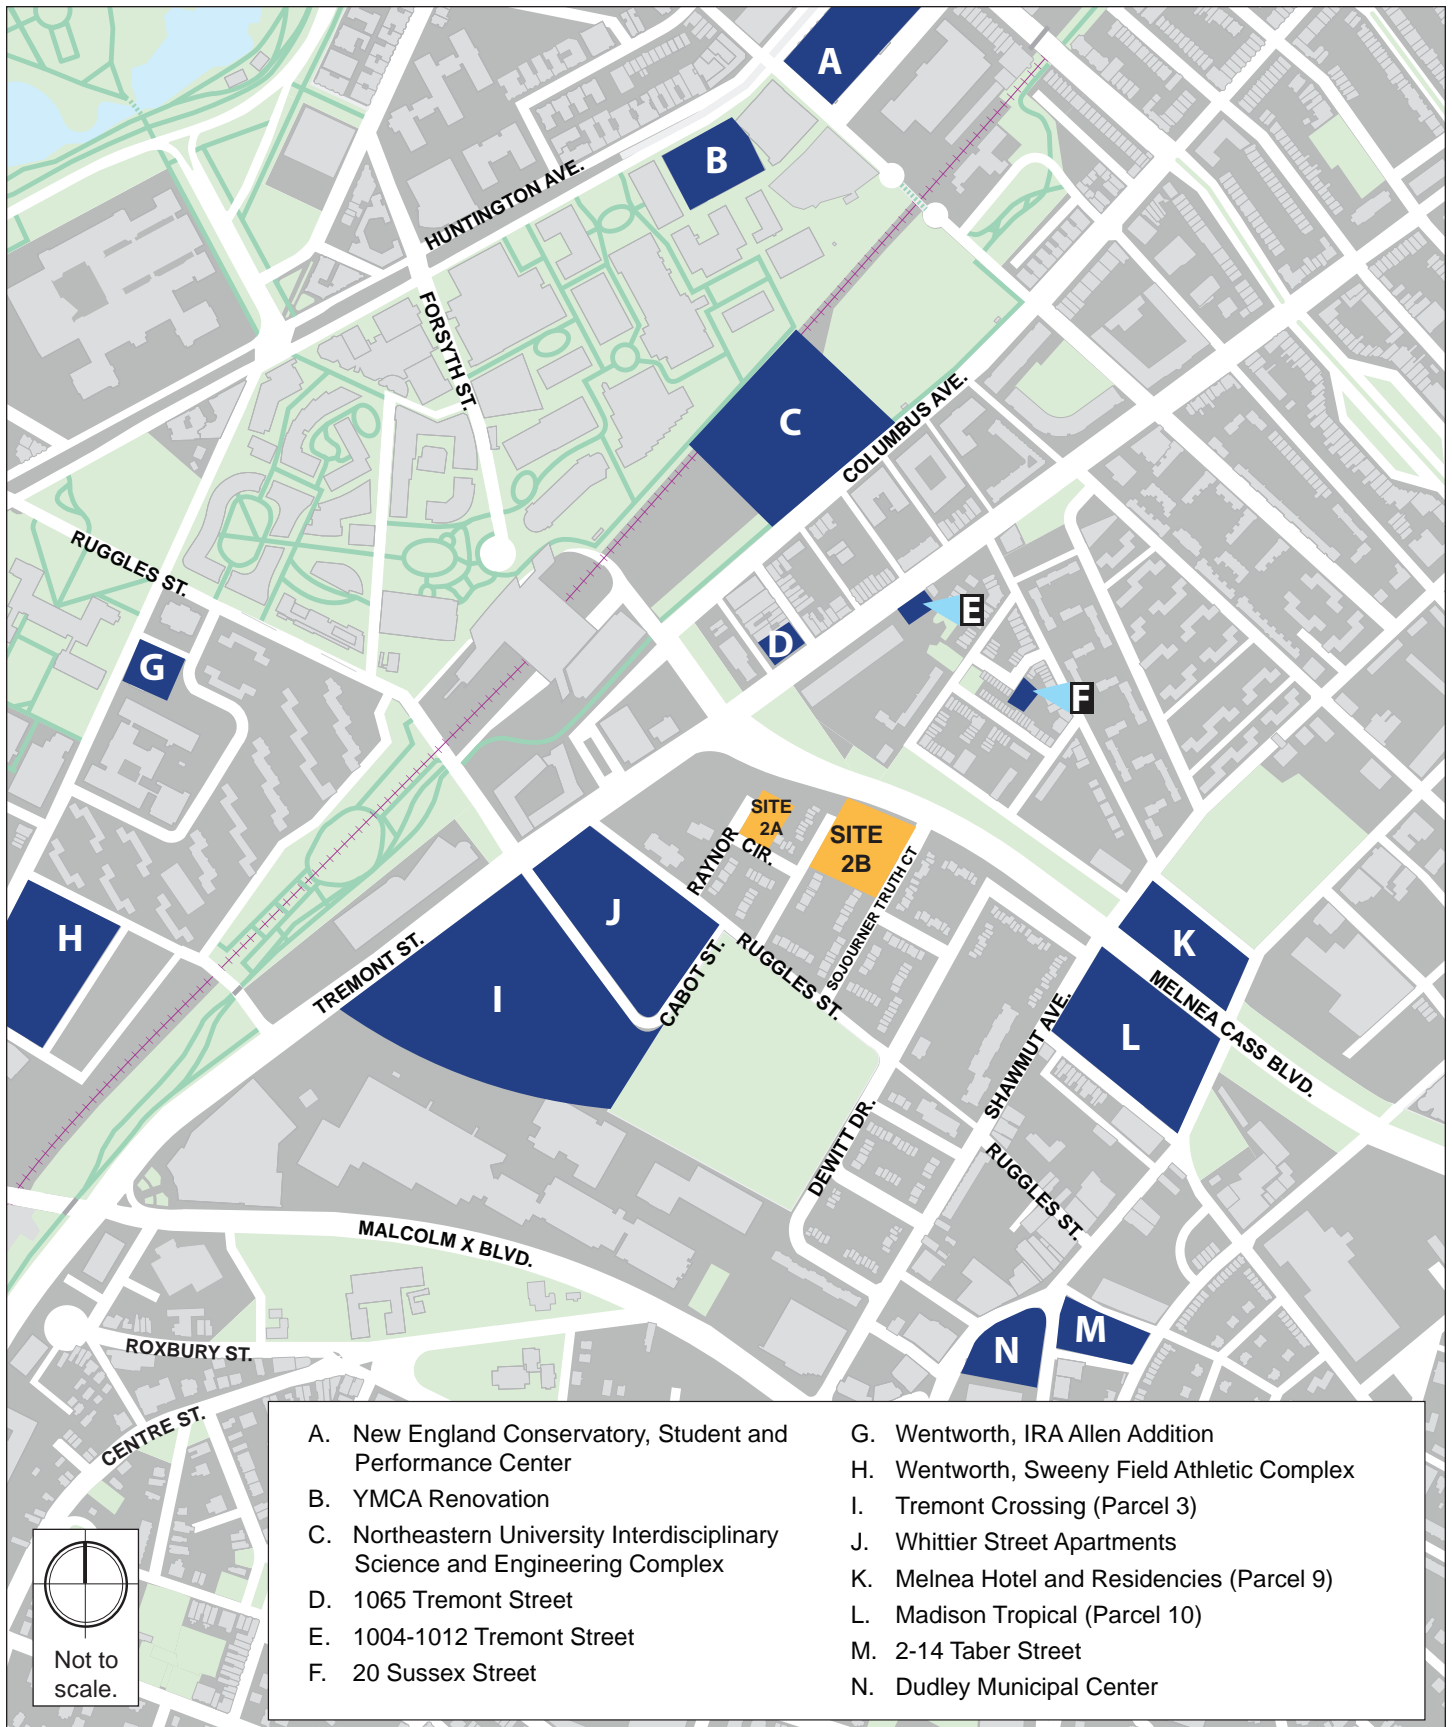 A
B
HUNTINGTON AVE.
FORSYTH ST.
C
COLUMBUS AVE.
RUGGLES ST.
E
D
G
F
SITE
2A
SITE
2B
RAYNOR
CIR.
SOJOURNER TRUTH CT
J
H
K
TREMONT ST.
I
CABOT ST.
RUGGLES ST.
MELNEA CASS BLVD.
L
SHAWMUT AVE.
DEWITT DR.
RUGGLES ST.
MALCOLM X BLVD.
M
N
ROXBURY ST.
CENTRE ST.
A. New England Conservatory, Student and
Performance Center
B. YMCA Renovation
C. Northeastern University Interdisciplinary
Science and Engineering Complex
D. 1065 Tremont Street
E. 1004-1012 Tremont Street
F. 20 Sussex Street
G. Wentworth, IRA Allen Addition
H. Wentworth, Sweeny Field Athletic Complex
I. Tremont Crossing (Parcel 3)
J. Whittier Street Apartments
K. Melnea Hotel and Residencies (Parcel 9)
L. Madison Tropical (Parcel 10)
M. 2-14 Taber Street
N. Dudley Municipal Center
Not to
scale.